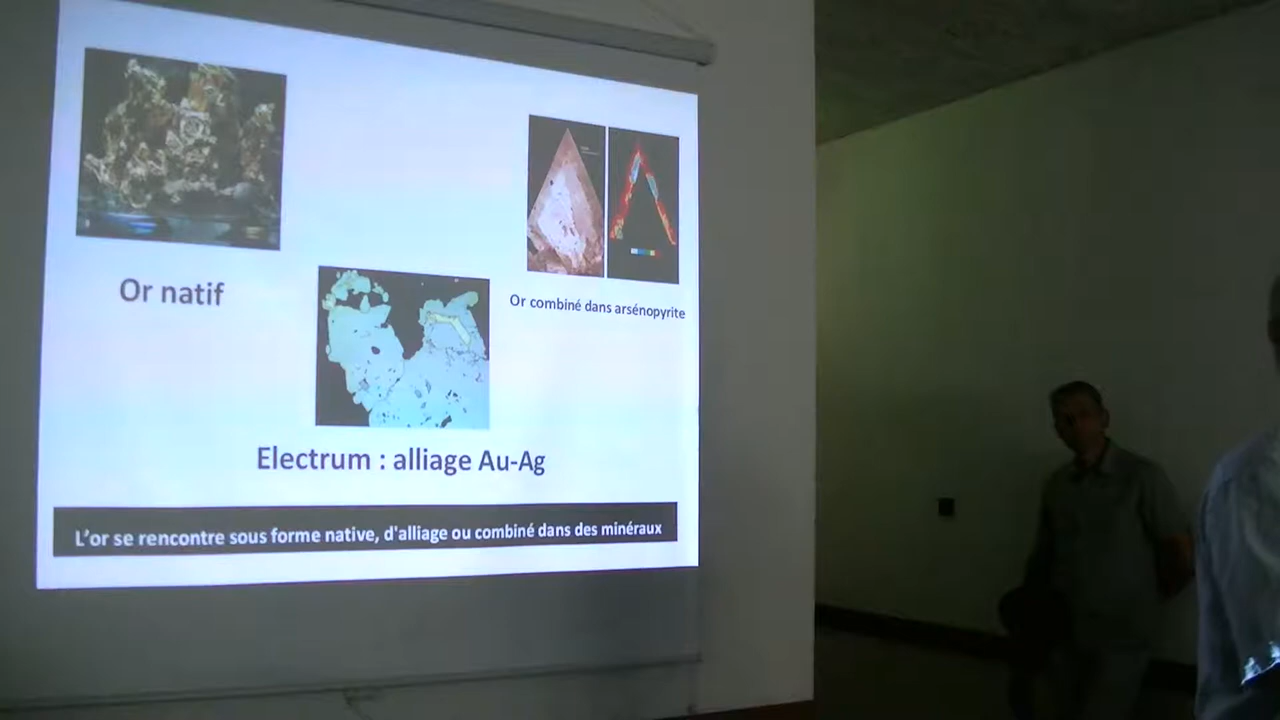 Or natif
Or combiné dans arsénopyrite
Electrum : alliage Au-Ag
L'or se rencontre sous forme native, d'alliage ou combiné dans des minéraux